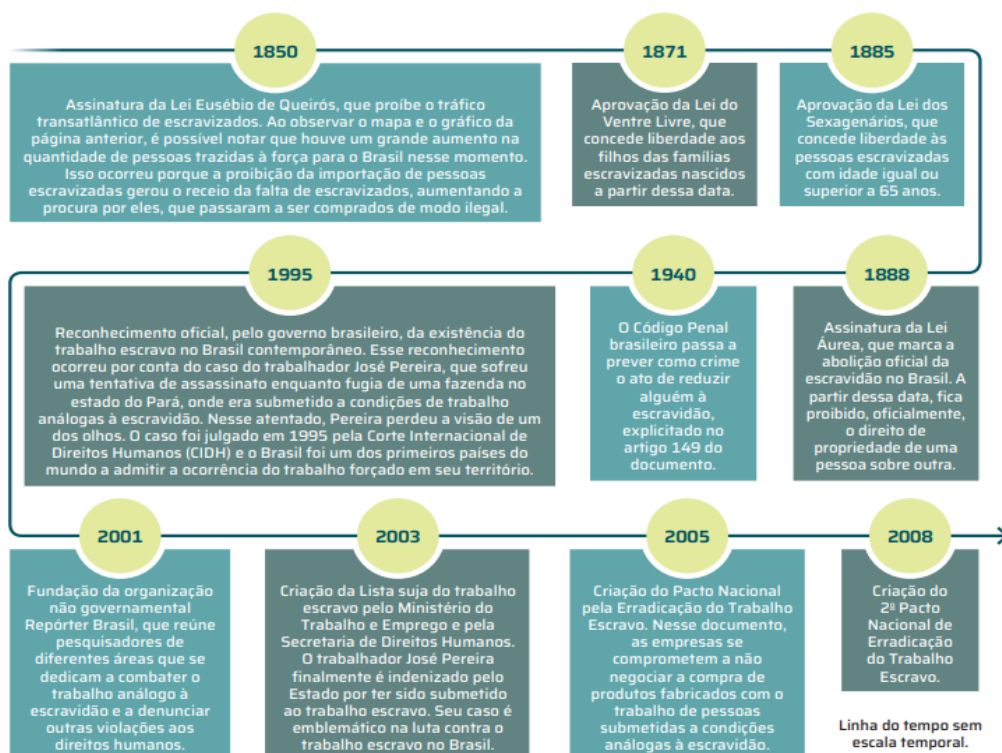 1850
Assinatura da Lei Eusébio de Queirós, que proíbe o tráfico
transatlântico de escravizados. Ao observar o mapa e o gráfico da
página anterior, é possível notar que houve um grande aumento na
quantidade de pessoas trazidas à força para o Brasil nesse momento.
Isso ocorreu porque a proibição da importação de pessoas
escravizadas gerou o receio da falta de escravizados, aumentando a
procura por eles, que passaram a ser comprados de modo ilegal.
1871
Aprovação da Lei do
Ventre Livre, que
concede liberdade aos
filhos das famílias
escravizadas nascidos
a partir dessa data.
1885
Aprovação da Lei dos
Sexagenários, que
concede liberdade às
pessoas escravizadas
com idade igual ou
superior a 65 anos.
1888
Assinatura da Lei
Áurea, que marca a
abolição oficial da
escravidão no Brasil. A
partir dessa data, fica
proibido, oficialmente,
o direito de
propriedade de uma
pessoa sobre outra.
1940
O Código Penal
brasileiro passa a
prever como crime
o ato de reduzir
alguém à
escravidão,
explicitado no
artigo 149 do
documento.
1995
Reconhecimento oficial, pelo governo brasileiro, da existência do
trabalho escravo no Brasil contemporâneo. Esse reconhecimento
ocorreu por conta do caso do trabalhador José Pereira, que sofreu
uma tentativa de assassinato enquanto fugia de uma fazenda no
estado do Pará, onde era submetido a condições de trabalho
análogas à escravidão. Nesse atentado, Pereira perdeu a visão de um
dos olhos. O caso foi julgado em 1995 pela Corte Internacional de
Direitos Humanos (CIDH) e o Brasil foi um dos primeiros países do
mundo a admitir a ocorrência do trabalho forçado em seu território.
2001
Fundação da organização
não governamental
Repórter Brasil, que reúne
pesquisadores de
diferentes áreas que se
dedicam a combater o
trabalho análogo à
escravidão e a denunciar
outras violações aos
direitos humanos.
2003
Criação da Lista suja do trabalho
escravo pelo Ministério do
Trabalho e Emprego e pela
Secretaria de Direitos Humanos.
O trabalhador José Pereira
finalmente é indenizado pelo
Estado por ter sido submetido
ao trabalho escravo. Seu caso é
emblemático na luta contra o
trabalho escravo no Brasil.
2005
Criação do Pacto Nacional
pela Erradicação do Trabalho
Escravo. Nesse documento,
as empresas se
comprometem a não
negociar a compra de
produtos fabricados com o
trabalho de pessoas
submetidas a condições
análogas à escravidão.
2008
Criação do
2º Pacto
Nacional de
Erradicação
do Trabalho
Escravo.
Linha do tempo sem
escala temporal.